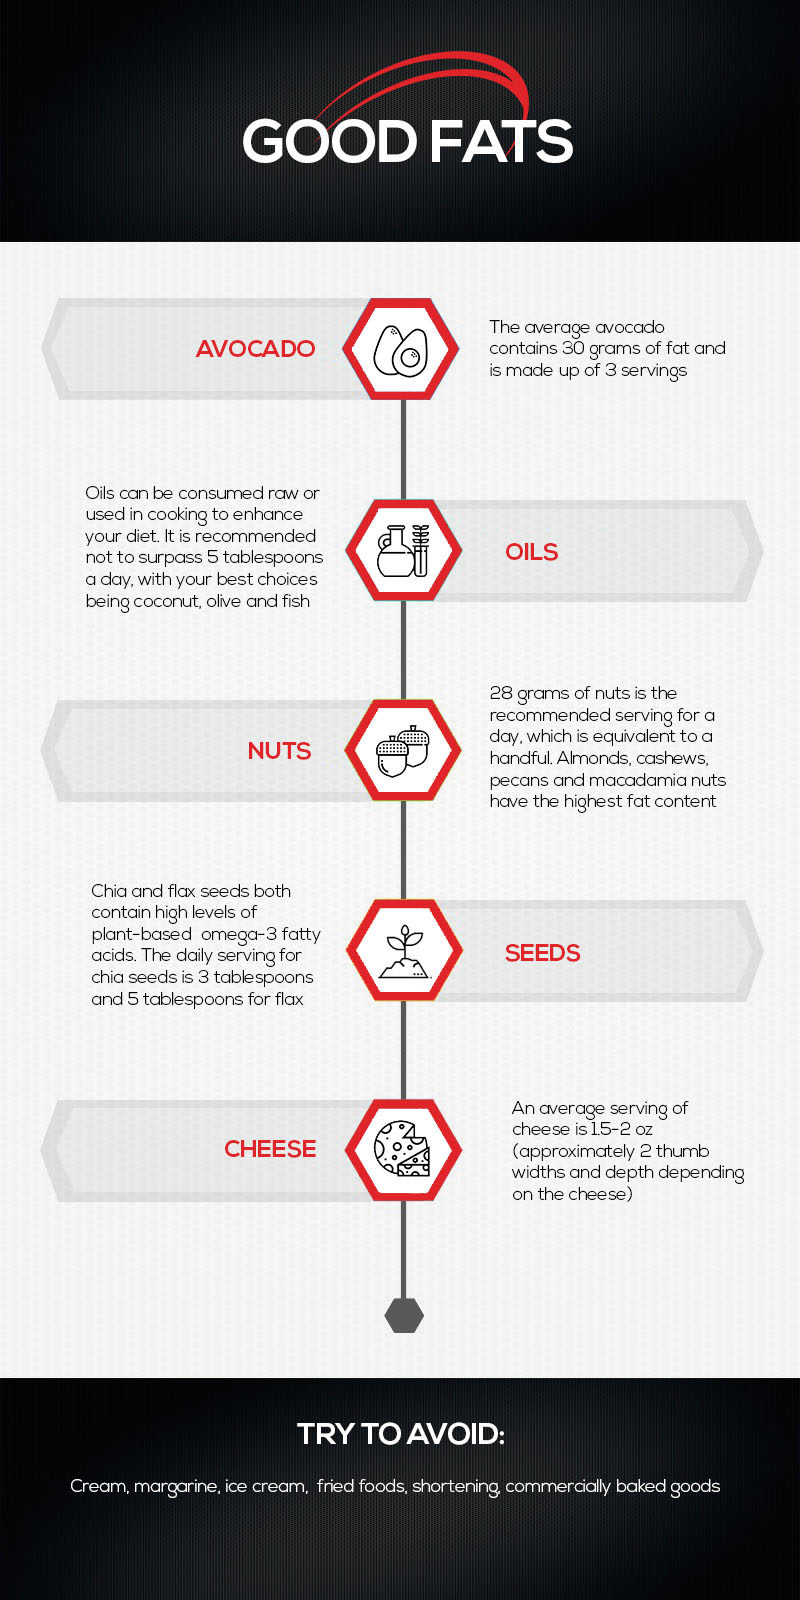 GOOD FATS
AVOCADO
The average avocado
contains 30 grams of fat and
is made up of 3 servings
Oils can be consumed raw or
used in cooking to enhance
your diet. It is recommended
not to surpass 5 tablespoons
a day, with your best choices
being coconut, olive and fish
OILS
NUTS
28 grams of nuts is the
recommended serving for a
day, which is equivalent to a
handful. Almonds, cashews,
pecans and macadamia nuts
have the highest fat content
Chia and flax seeds both
contain high levels of
plant-based omega-3 fatty
acids. The daily serving for
chia seeds is 3 tablespoons
and 5 tablespoons for flax
SEEDS
CHEESE
An average serving of
cheese is 1.5-2 oz
(approximately 2 thumb
widths and depth depending
on the cheese)
TRY TO AVOID:
Cream, margarine, ice cream, fried foods, shortening, commercially baked goods